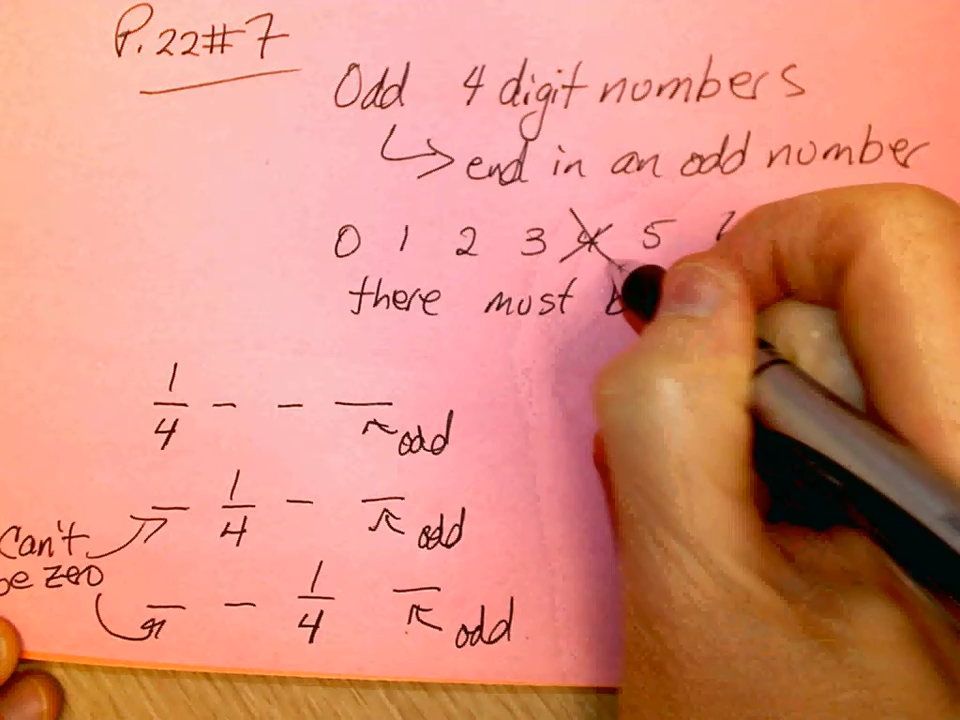 P.22#7
Odd 4 digit numbers
end in an odd number
0 1 2 3 4 5
there must
1
4 - - — odd
— 1/4 - — odd
Can't
be zero
— - 1/4 — odd